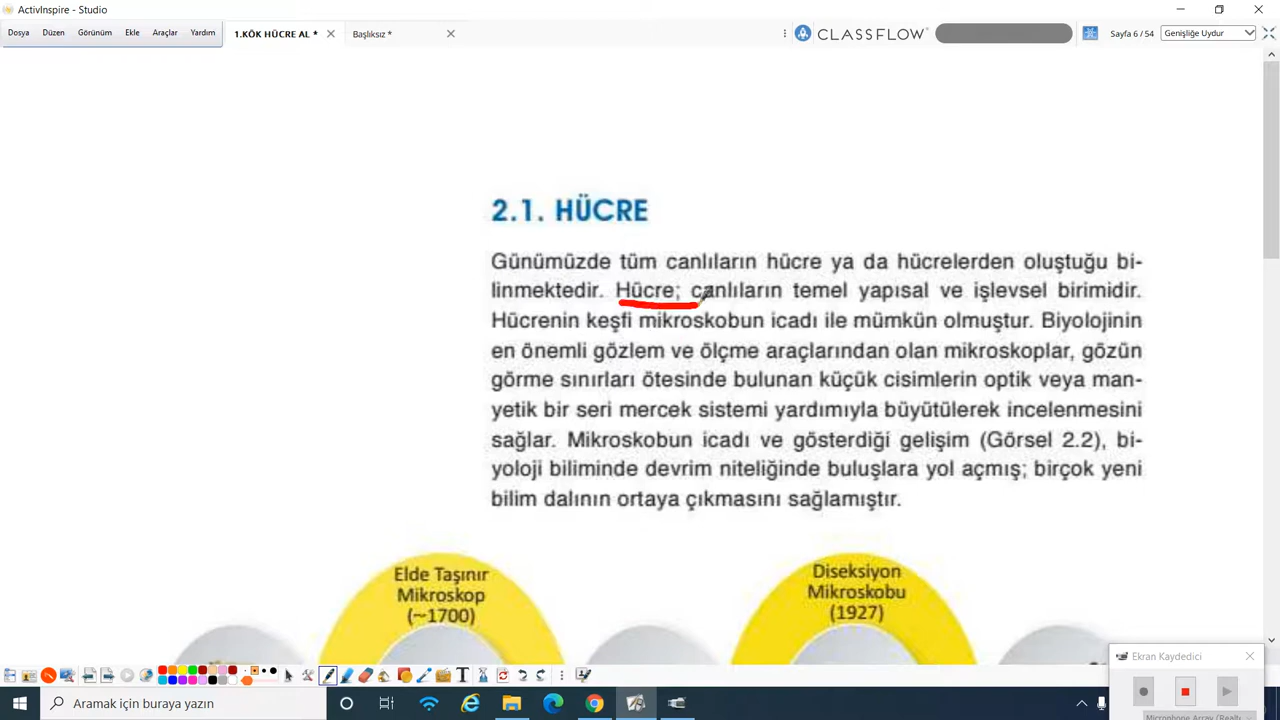 ActivInspire - Studio
Dosya Düzen Görünüm Ekle Araçlar Yardım
1.KÖK HÜCRE AL *
Başlıksız *
CLASSFLOW
Sayfa 6 / 54
Genişliğe Uydur
2.1. HÜCRE
Günümüzde tüm canlıların hücre ya da hücrelerden oluştuğu bi-
linmektedir. Hücre; canlıların temel yapısal ve işlevsel birimidir.
Hücrenin keşfi mikroskobun icadı ile mümkün olmuştur. Biyolojinin
en önemli gözlem ve ölçme araçlarından olan mikroskoplar, gözün
görme sınırları ötesinde bulunan küçük cisimlerin optik veya man-
yetik bir seri mercek sistemi yardımıyla büyütülerek incelenmesini
sağlar. Mikroskobun icadı ve gösterdiği gelişim (Görsel 2.2), bi-
yoloji biliminde devrim niteliğinde buluşlara yol açmış; birçok yeni
bilim dalının ortaya çıkmasını sağlamıştır.
Elde Taşınır
Mikroskop
(~1700)
Diseksiyon
Mikroskobu
(1927)
Ekran Kaydedici
Microphone Array (Realte
Aramak için buraya yazın